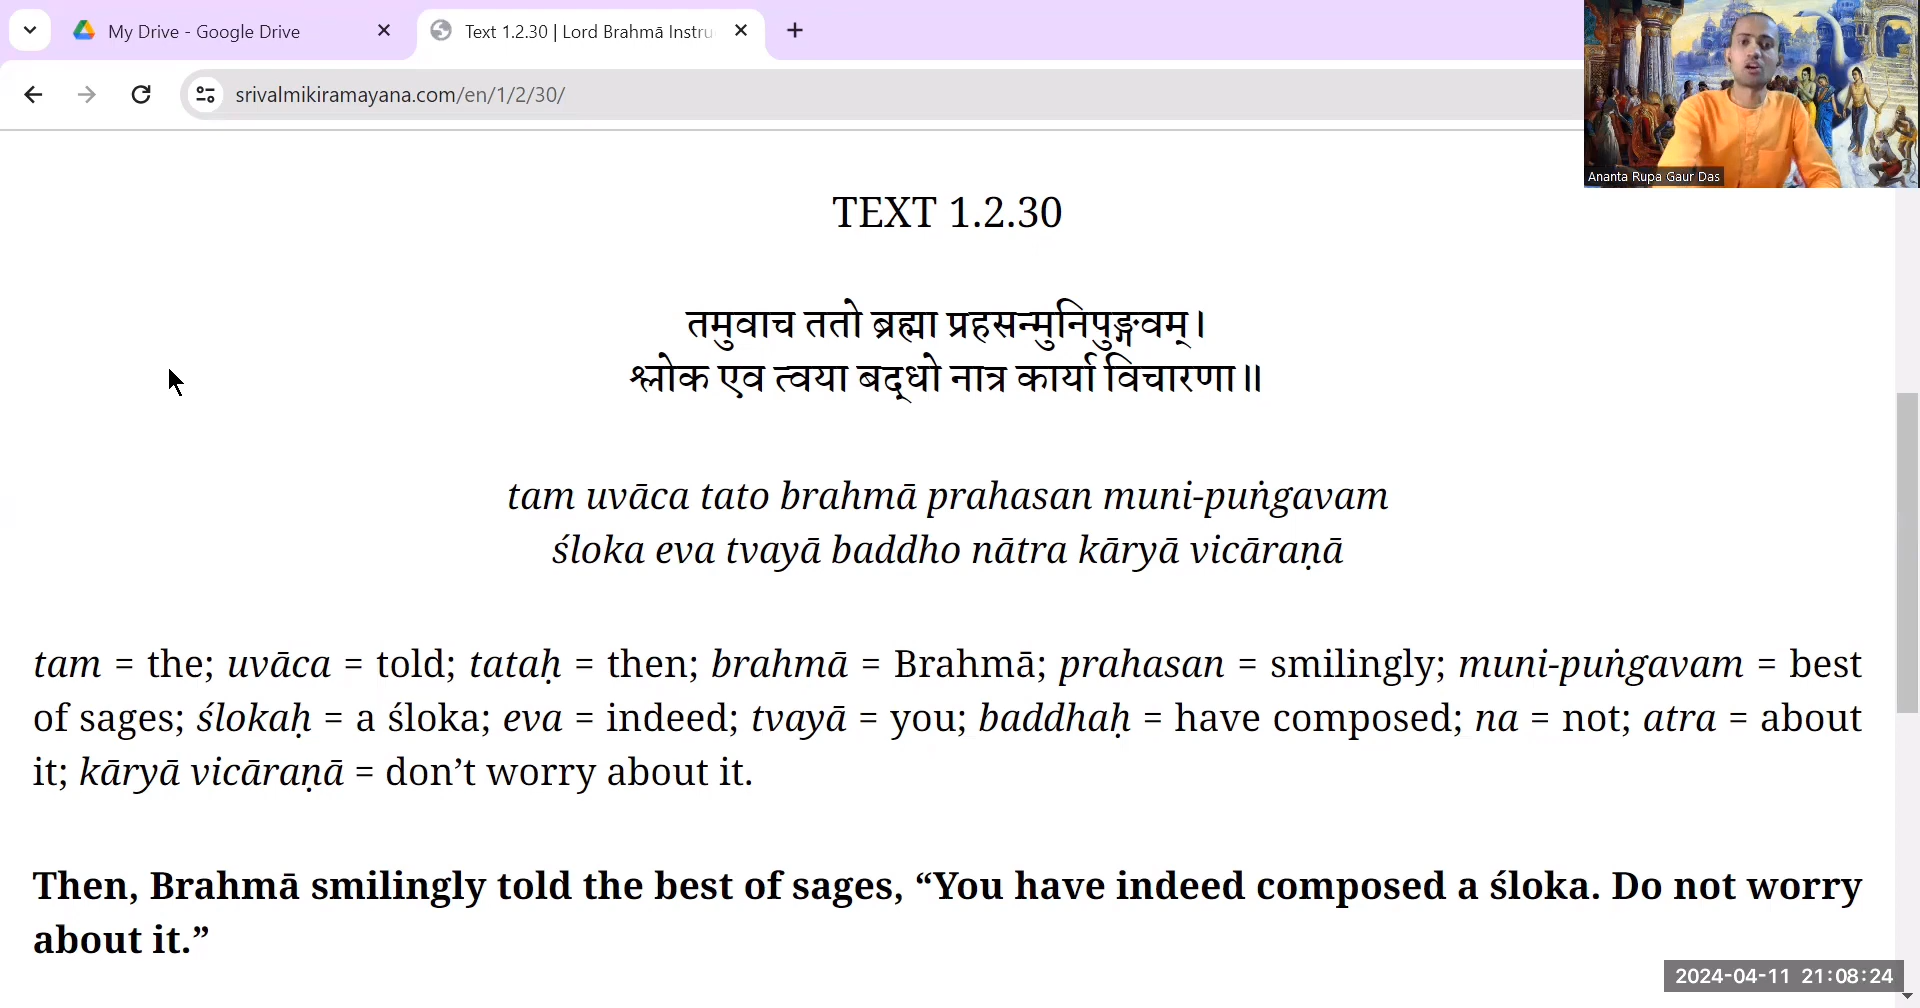 My Drive - Google Drive
Text 1.2.30 | Lord Brahmā Instru
srivalmikiramayana.com/en/1/2/30/
Ananta Rupa Gaur Das
TEXT 1.2.30
तमुवाच ततो ब्रह्मा प्रहसन्मुनिपुङ्गवम्।
श्लोक एव त्वया बद्धो नात्र कार्या विचारणा॥
tam uvāca tato brahmā prahasan muni-puṅgavam
śloka eva tvayā baddho nātra kāryā vicāraṇā
tam = the; uvāca = told; tataḥ = then; brahmā = Brahmā; prahasan = smilingly; muni-puṅgavam = best
of sages; ślokaḥ = a śloka; eva = indeed; tvayā = you; baddhaḥ = have composed; na = not; atra = about
it; kāryā vicāraṇā = don’t worry about it.
Then, Brahmā smilingly told the best of sages, “You have indeed composed a śloka. Do not worry
about it.”
2024-04-11 21:08:24